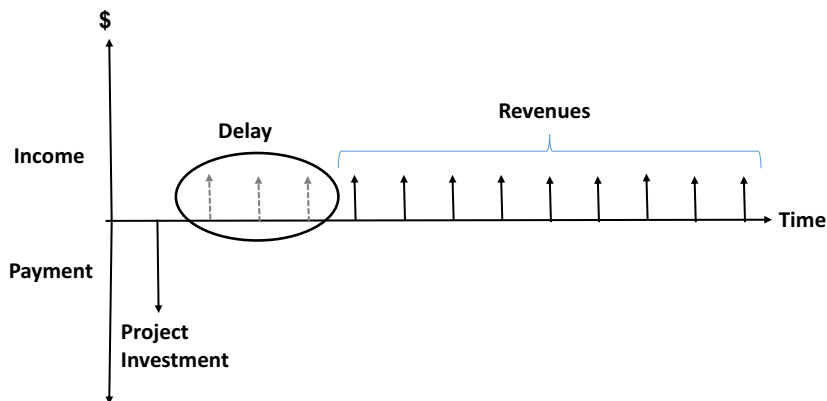 $
Revenues
Delay
Income
Time
Payment
Project
Investment